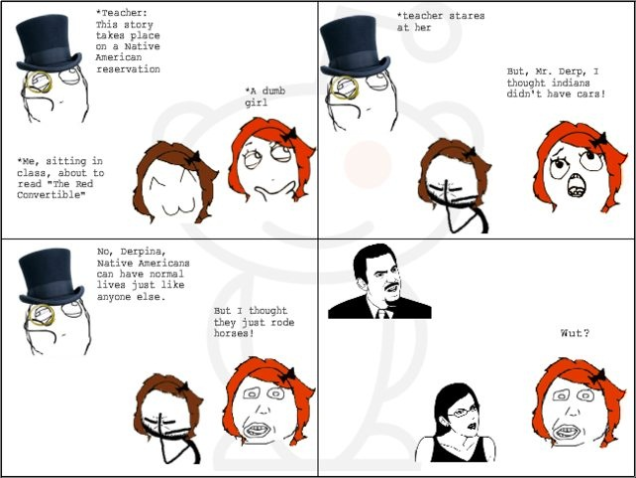 *Teacher:
This story
takes place
on a Native
American
reservation
*A dumb
girl
*Me, sitting in
class, about to
read "The Red
Convertible"
*teacher stares
at her
But, Mr. Derp, I
thought indians
didn't have cars!
No, Derpina,
Native Americans
can have normal
lives just like
anyone else.
But I thought
they just rode
horses!
Wut?